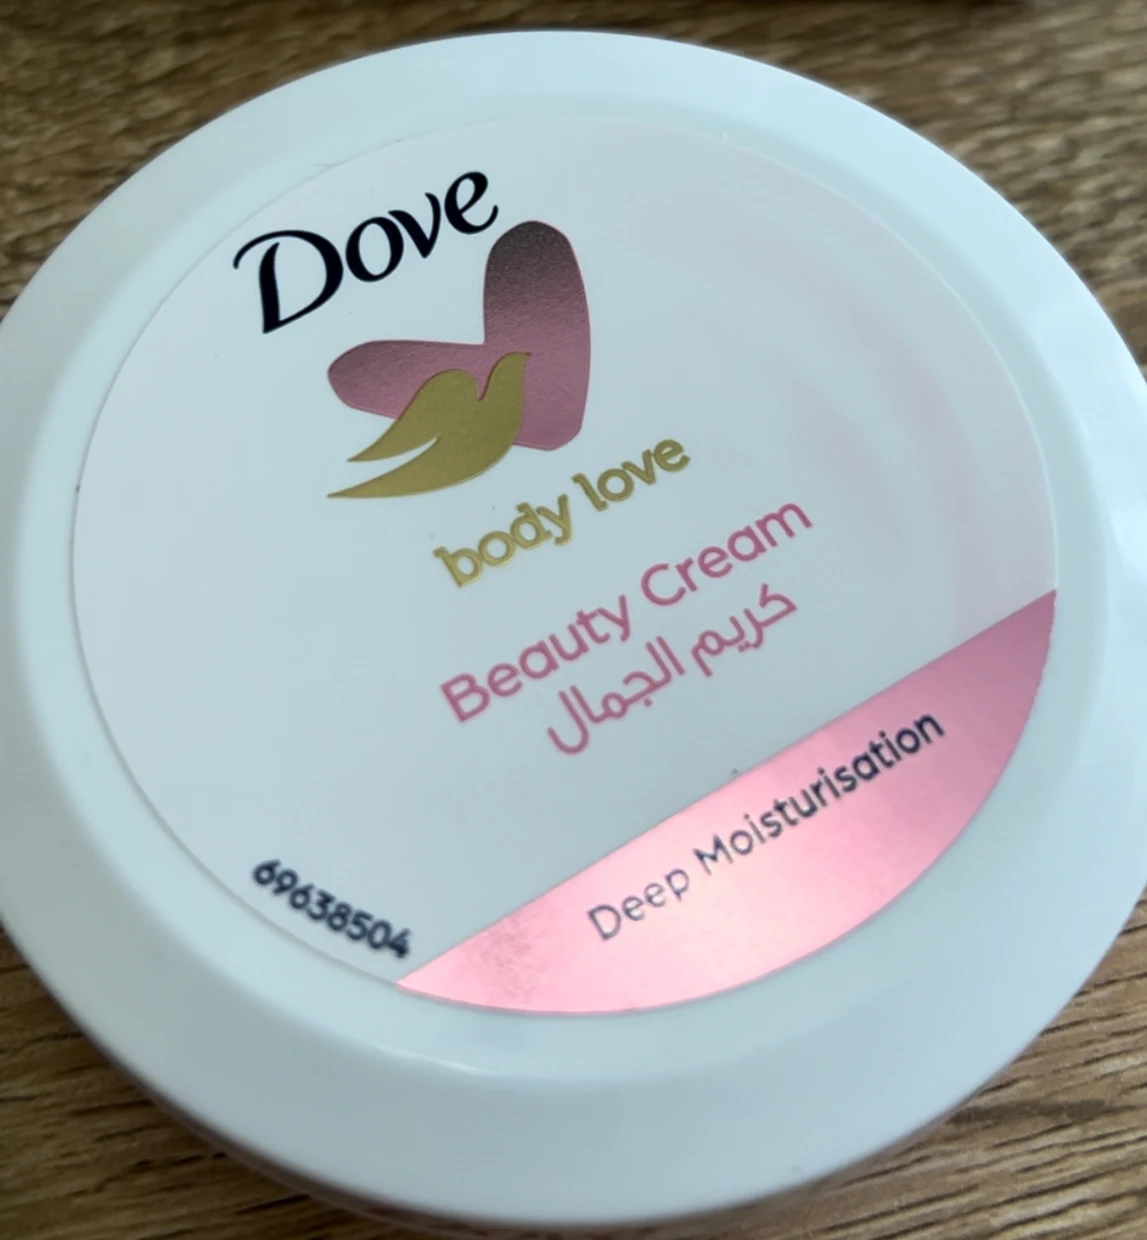 Dove
body love
Beauty Cream
كريم الجمال
Deep Moisturisation
69638504